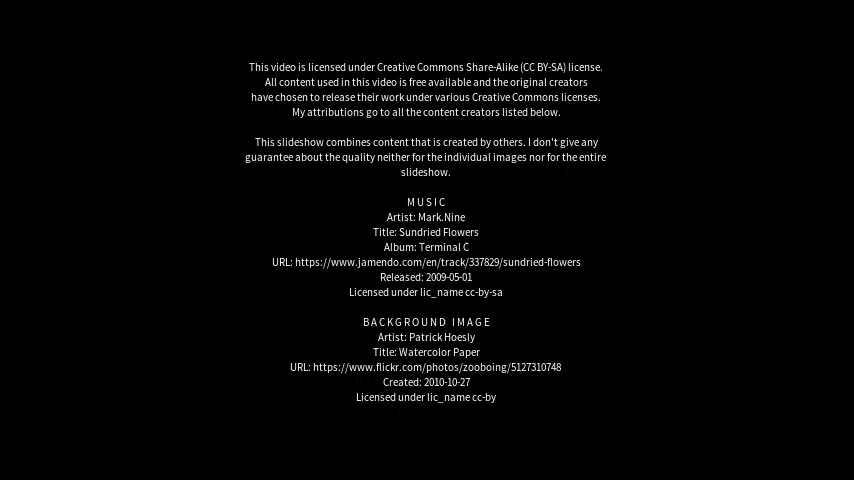 This video is licensed under Creative Commons Share-Alike (CC BY-SA) license.
All content used in this video is free available and the original creators
have chosen to release their work under various Creative Commons licenses.
My attributions go to all the content creators listed below.
This slideshow combines content that is created by others. I don't give any
guarantee about the quality neither for the individual images nor for the entire
slideshow.
MUSIC
Artist: Mark.Nine
Title: Sundried Flowers
Album: Terminal C
URL: https://www.jamendo.com/en/track/337829/sundried-flowers
Released: 2009-05-01
Licensed under lic_name cc-by-sa
BACKGROUND IMAGE
Artist: Patrick Hoesly
Title: Watercolor Paper
URL: https://www.flickr.com/photos/zooboing/5127310748
Created: 2010-10-27
Licensed under lic_name cc-by